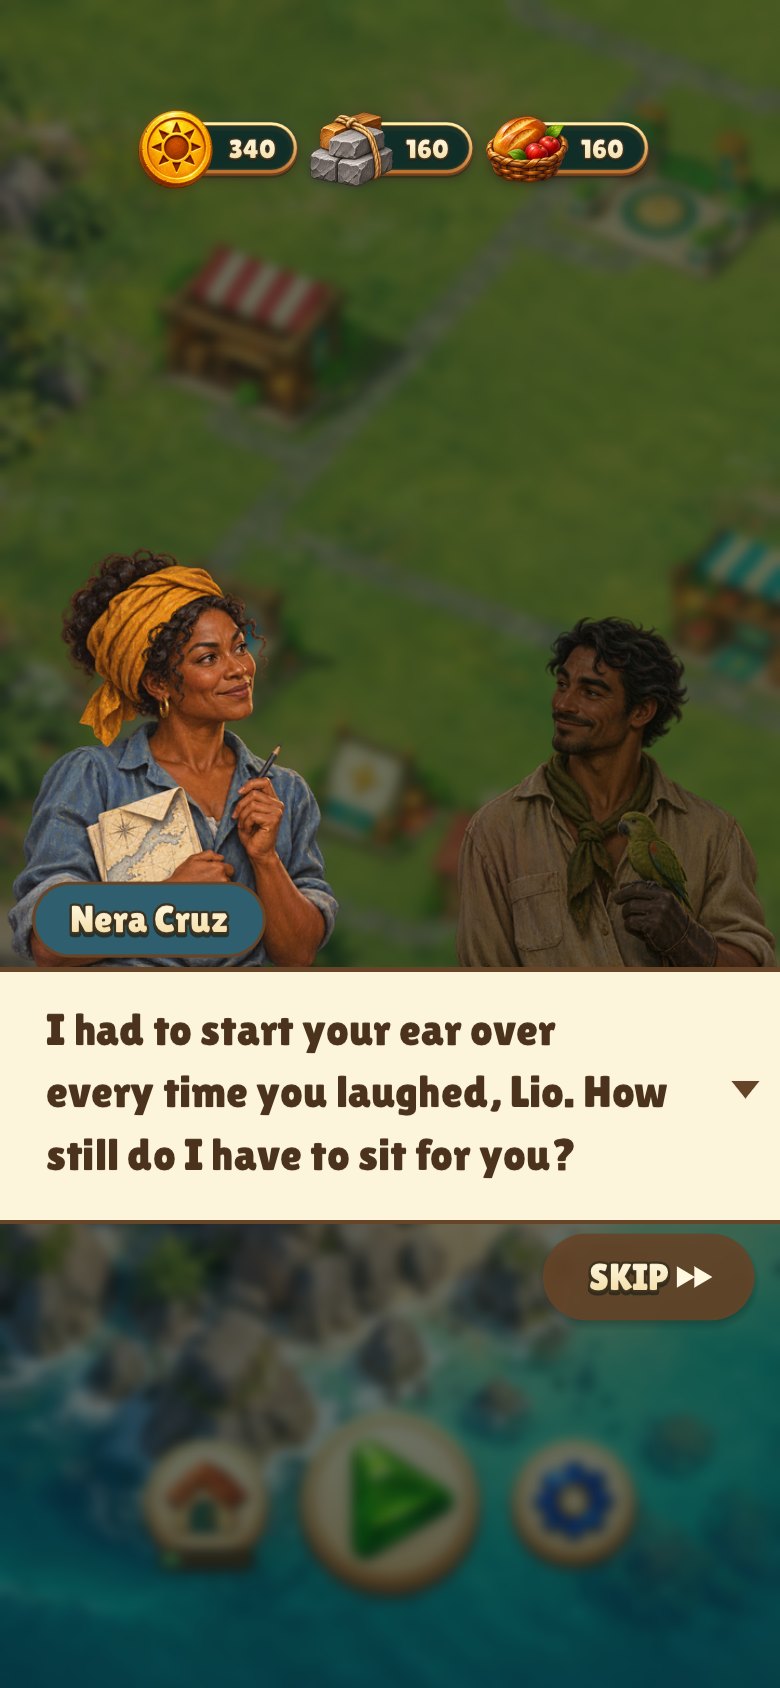 340
160
160
Nera Cruz
I had to start your ear over
every time you laughed, Lio. How
still do I have to sit for you?
SKIP